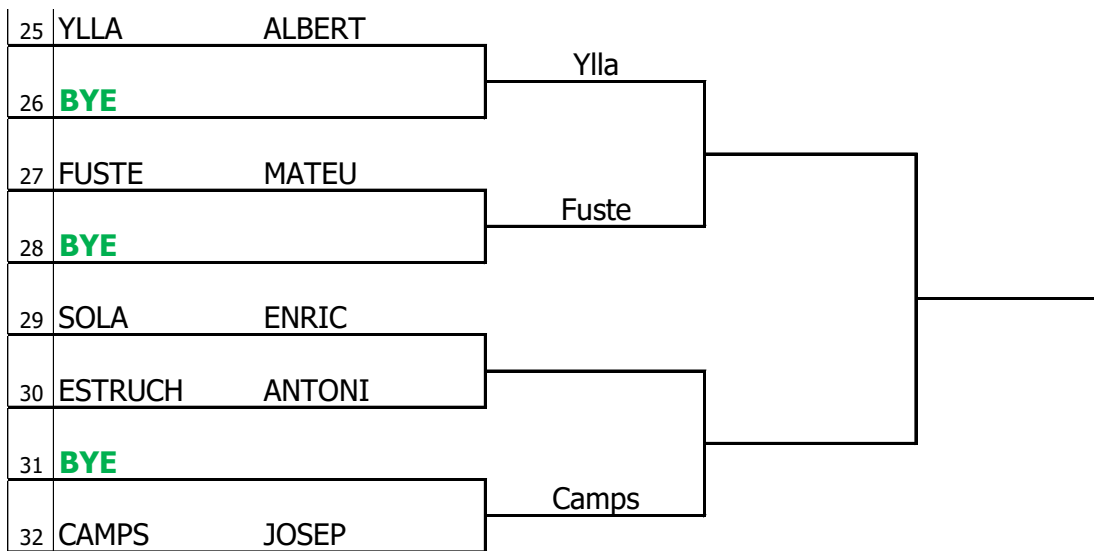 25 YLLA ALBERT
Ylla
26 BYE
27 FUSTE MATEU
Fuste
28 BYE
29 SOLA ENRIC
30 ESTRUCH ANTONI
31 BYE
Camps
32 CAMPS JOSEP